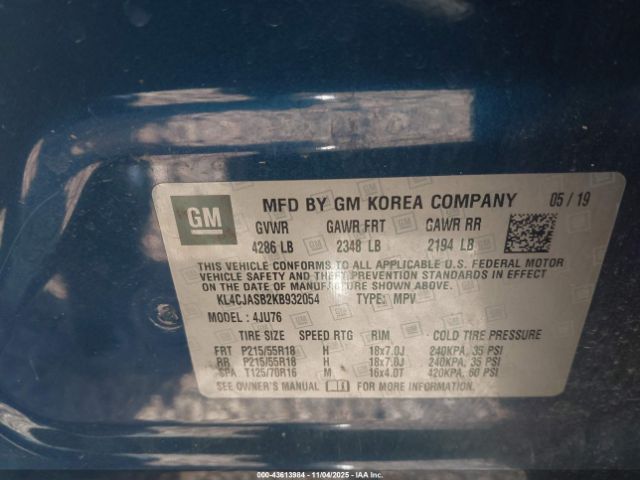 GM
MFD BY GM KOREA COMPANY 05 / 19
GVWR GAWR FRT GAWR RR
4286 LB 2348 LB 2194 LB
THIS VEHICLE CONFORMS TO ALL APPLICABLE U.S. FEDERAL MOTOR
VEHICLE SAFETY AND THEFT PREVENTION STANDARDS IN EFFECT
ON THE DATE OF MANUFACTURE SHOWN ABOVE.
KL4CJASB2KB932054 TYPE: MPV
MODEL : 4JU76
TIRE SIZE SPEED RTG RIM COLD TIRE PRESSURE
FRT P215/55R18 H 18x7.0J 240KPA, 35 PSI
RR P215/55R18 H 18x7.0J 240KPA, 35 PSI
SPA T125/70R16 M 16x4.0T 420KPA, 60 PSI
SEE OWNER'S MANUAL FOR MORE INFORMATION.
000-43613984 - 11/04/2025 - IAAI.CA